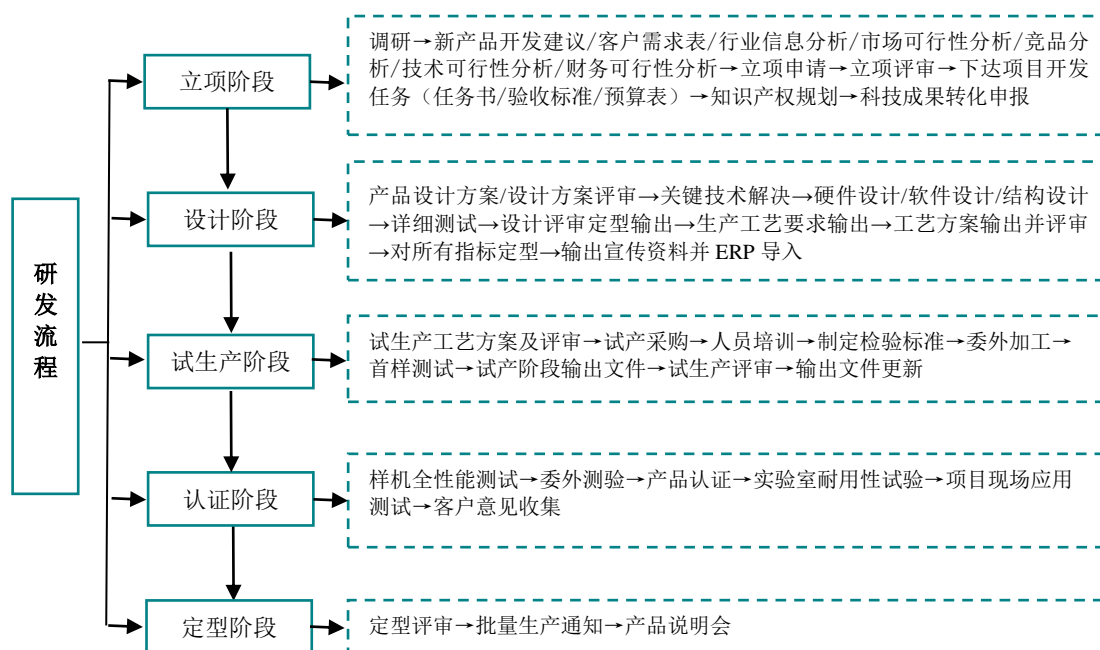 研发流程
立项阶段
调研→新产品开发建议/客户需求表/行业信息分析/市场可行性分析/竞品分
析/技术可行性分析/财务可行性分析→立项申请→立项评审→下达项目开发
任务（任务书/验收标准/预算表）→知识产权规划→科技成果转化申报
设计阶段
产品设计方案/设计方案评审→关键技术解决→硬件设计/软件设计/结构设计
→详细测试→设计评审定型输出→生产工艺要求输出→工艺方案输出并评审
→对所有指标定型→输出宣传资料并 ERP 导入
试生产阶段
试生产工艺方案及评审→试产采购→人员培训→制定检验标准→委外加工→
首样测试→试产阶段输出文件→试生产评审→输出文件更新
认证阶段
样机全性能测试→委外测验→产品认证→实验室耐用性试验→项目现场应用
测试→客户意见收集
定型阶段
定型评审→批量生产通知→产品说明会